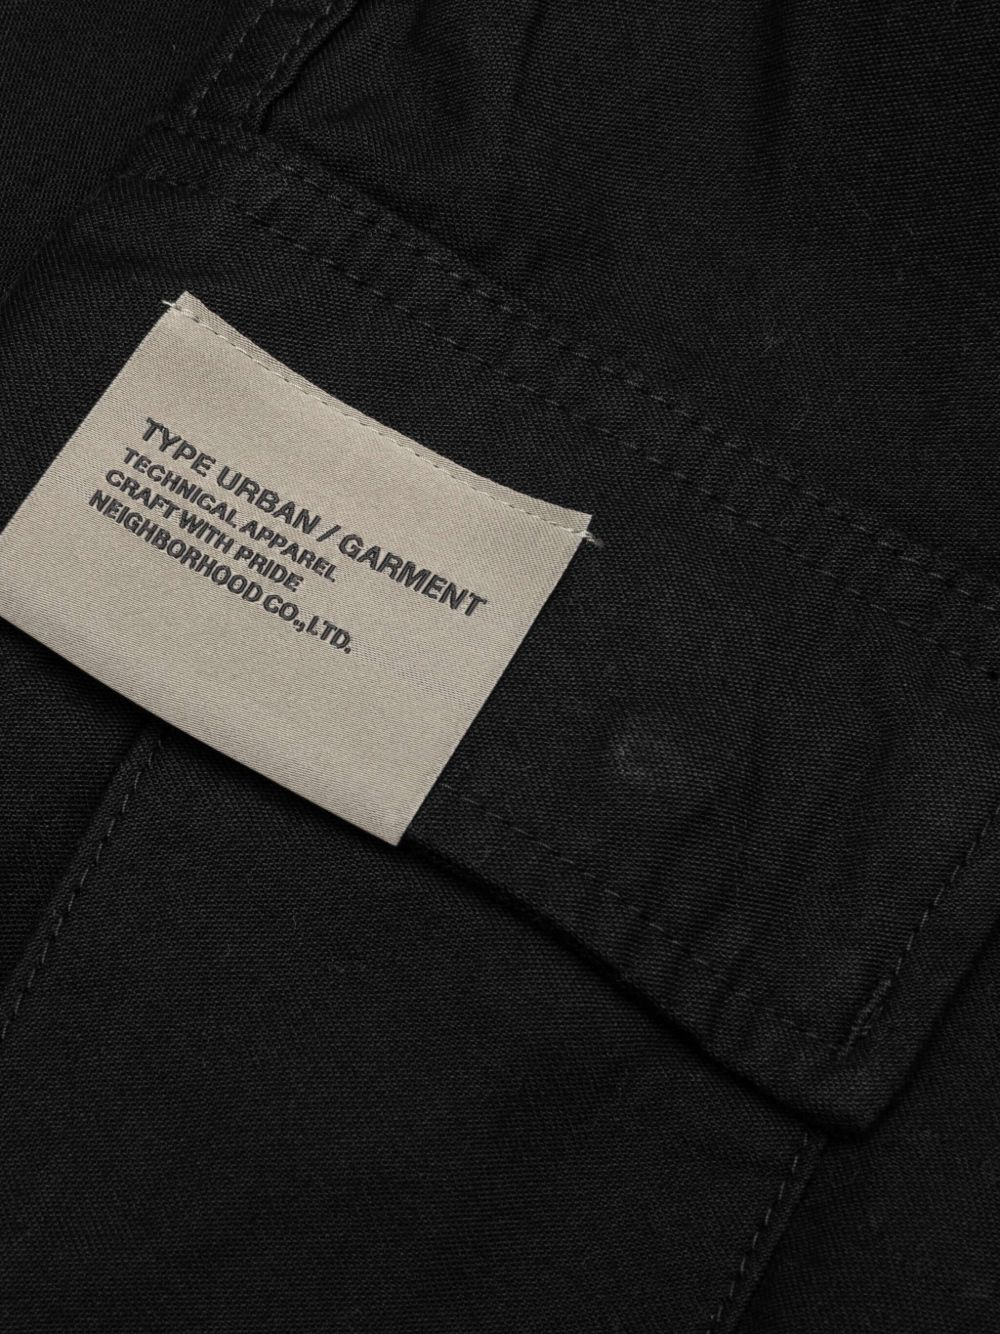 TYPE URBAN / GARMENT
TECHNICAL APPAREL
CRAFT WITH PRIDE
NEIGHBORHOOD CO., LTD.